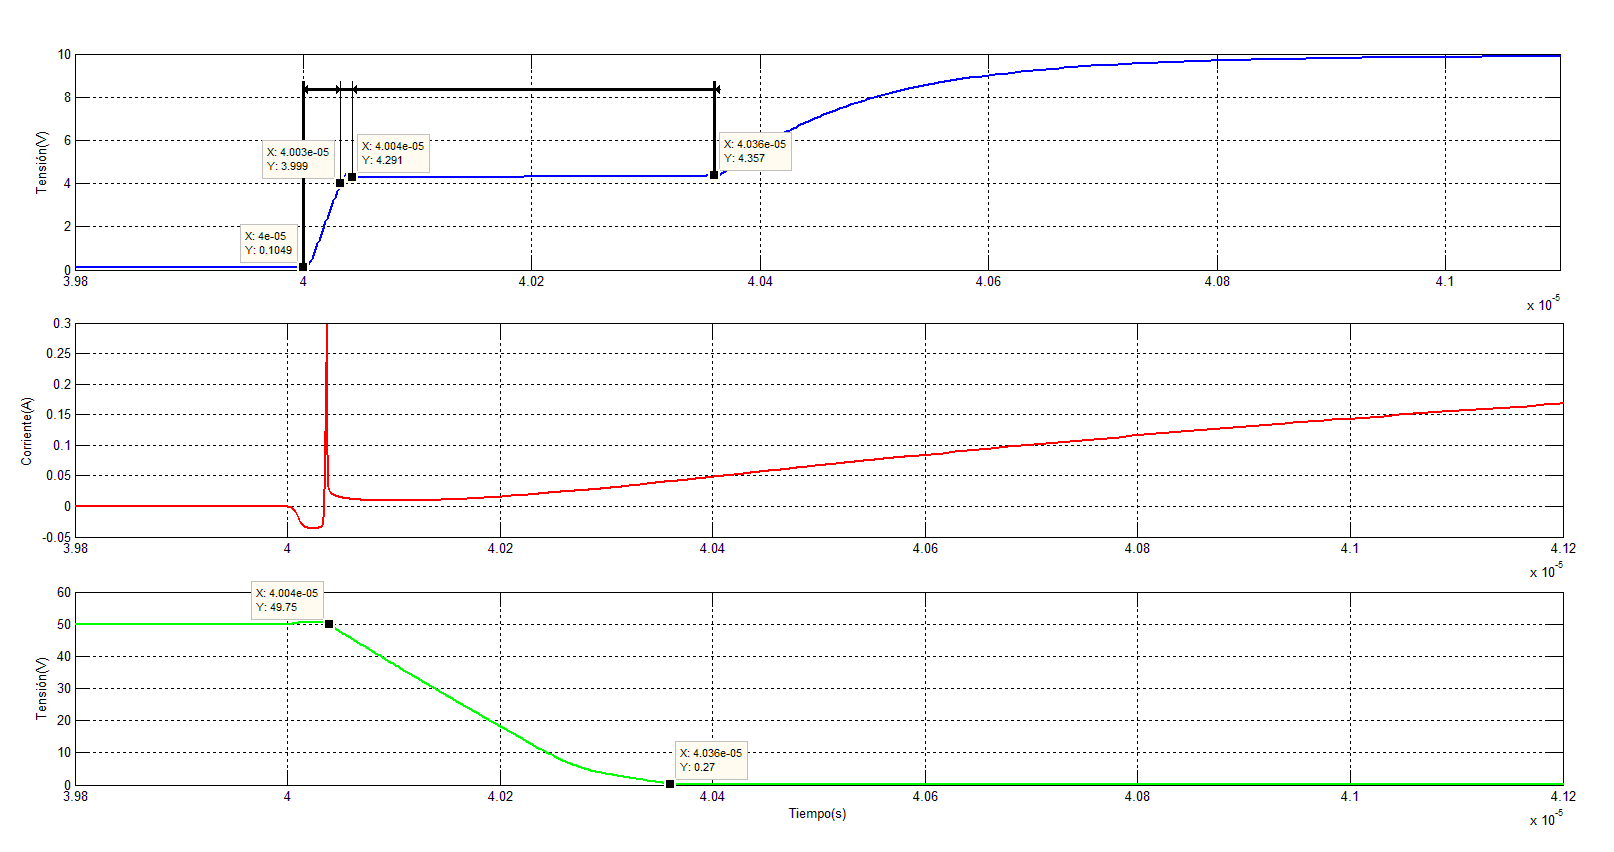 10
8
6
4
2
0
Tensión(V)
X: 4.003e-05
Y: 3.999
X: 4.004e-05
Y: 4.291
X: 4.036e-05
Y: 4.357
X: 4e-05
Y: 0.1049
3.98 4 4.02 4.04 4.06 4.08 4.1
x 10-5
0.3
0.25
0.2
0.15
0.1
0.05
0
-0.05
Corriente(A)
3.98 4 4.02 4.04 4.06 4.08 4.1 4.12
x 10-5
X: 4.004e-05
Y: 49.75
60
50
40
30
20
10
0
Tensión(V)
X: 4.036e-05
Y: 0.27
3.98 4 4.02 4.04 4.06 4.08 4.1 4.12
Tiempo(s)
x 10-5